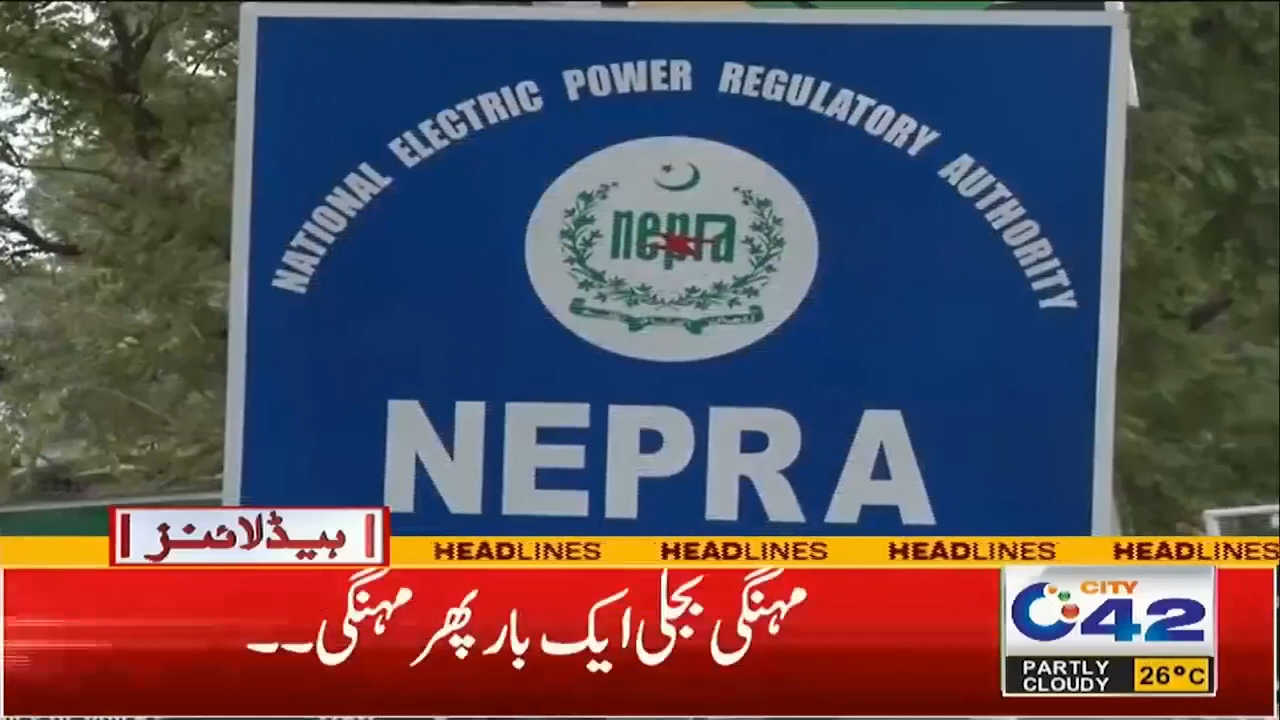 NATIONAL ELECTRIC POWER REGULATORY AUTHORITY
nepra
NEPRA
ہیڈلائنز
HEADLINES HEADLINES HEADLINES HEADLINES
مہنگی بجلی ایک بار پھر مہنگی۔۔
CITY
42
PARTLY CLOUDY 26°C